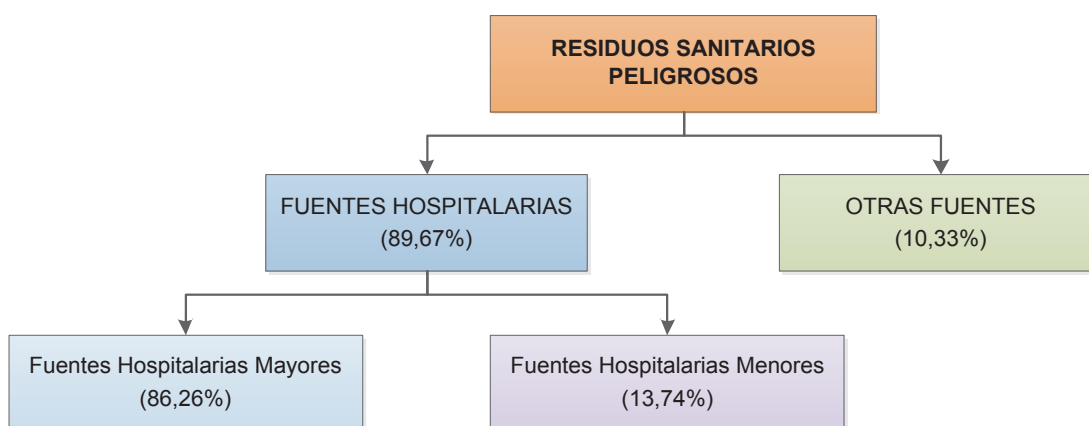 RESIDUOS SANITARIOS
PELIGROSOS
FUENTES HOSPITALARIAS
(89,67%)
OTRAS FUENTES
(10,33%)
Fuentes Hospitalarias Mayores
(86,26%)
Fuentes Hospitalarias Menores
(13,74%)